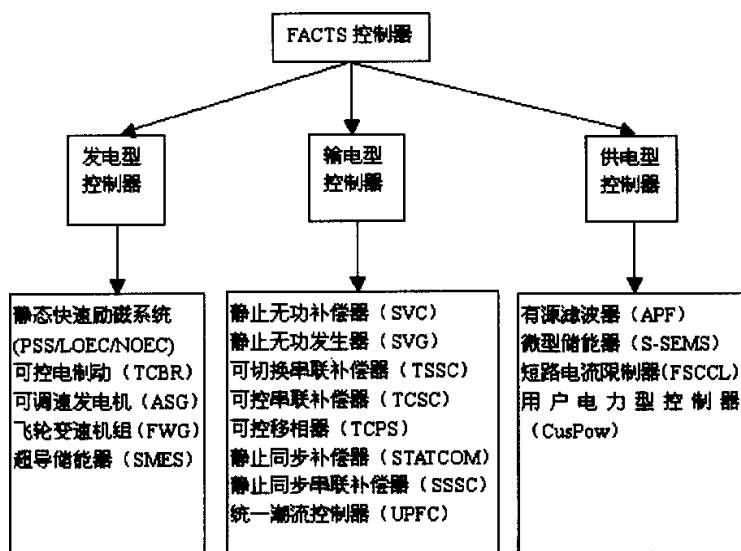 FACTS 控制器
发电型
控制器
输电型
控制器
供电型
控制器
静态快速励磁系统
(PSS/LOEC/NOEC)
可控电制动（TCBR）
可调速发电机（ASG）
飞轮变速机组(FWG)
超导储能器（SMES）
静止无功补偿器（SVC）
静止无功发生器（SVG）
可切换串联补偿器（TSSC）
可控串联补偿器（TCSC）
可控移相器（TCPS）
静止同步补偿器（STATCOM）
静止同步串联补偿器（SSSC）
统一潮流控制器（UPFC）
有源滤波器（APF）
微型储能器（S-SEMS）
短路电流限制器(FSCCL)
用户电力型控制器
（CusPow）